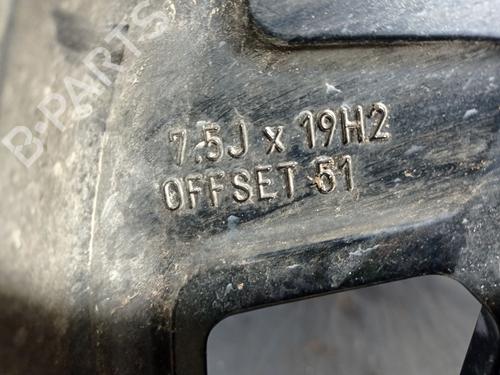 B-PARTS
7.5J x 19H2
OFFSET 51